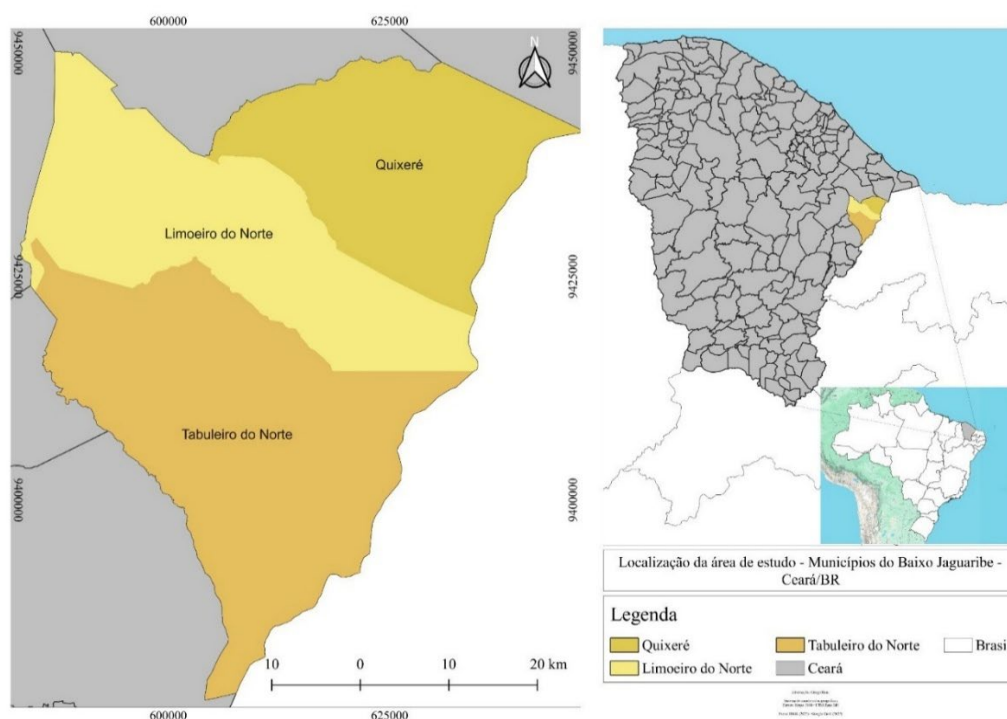 600000
625000
9450000
9450000
N
Quixeré
Limoeiro do Norte
9425000
9425000
Tabuleiro do Norte
9400000
9400000
10
0
10
20 km
600000
625000
Localização da área de estudo - Municípios do Baixo Jaguaribe -
Ceará/BR
Legenda
Quixeré
Tabuleiro do Norte
Brasi
Limoeiro do Norte
Ceará